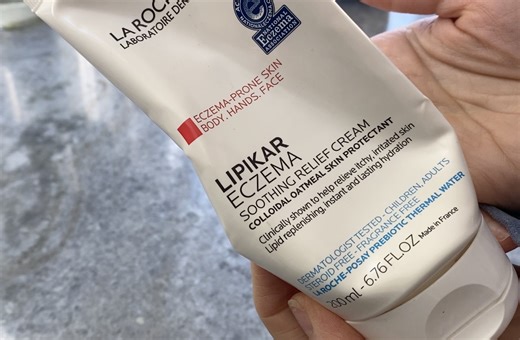 LA ROCHE
LABORATOIRE DER
Eczema
ASSOCIATION
ECZEMA-PRONE SKIN
BODY. HANDS. FACE
LIPIKAR
ECZEMA
SOOTHING RELIEF CREAM
COLLOIDAL OATMEAL SKIN PROTECTANT
Clinically shown to help relieve itchy, irritated skin
Lipid replenishing, instant and lasting hydration
DERMATOLOGIST TESTED - CHILDREN, ADULTS
STEROID FREE - FRAGRANCE FREE
LA ROCHE-POSAY PREBIOTIC THERMAL WATER
200mL - 6.76 FL.OZ. Made in France